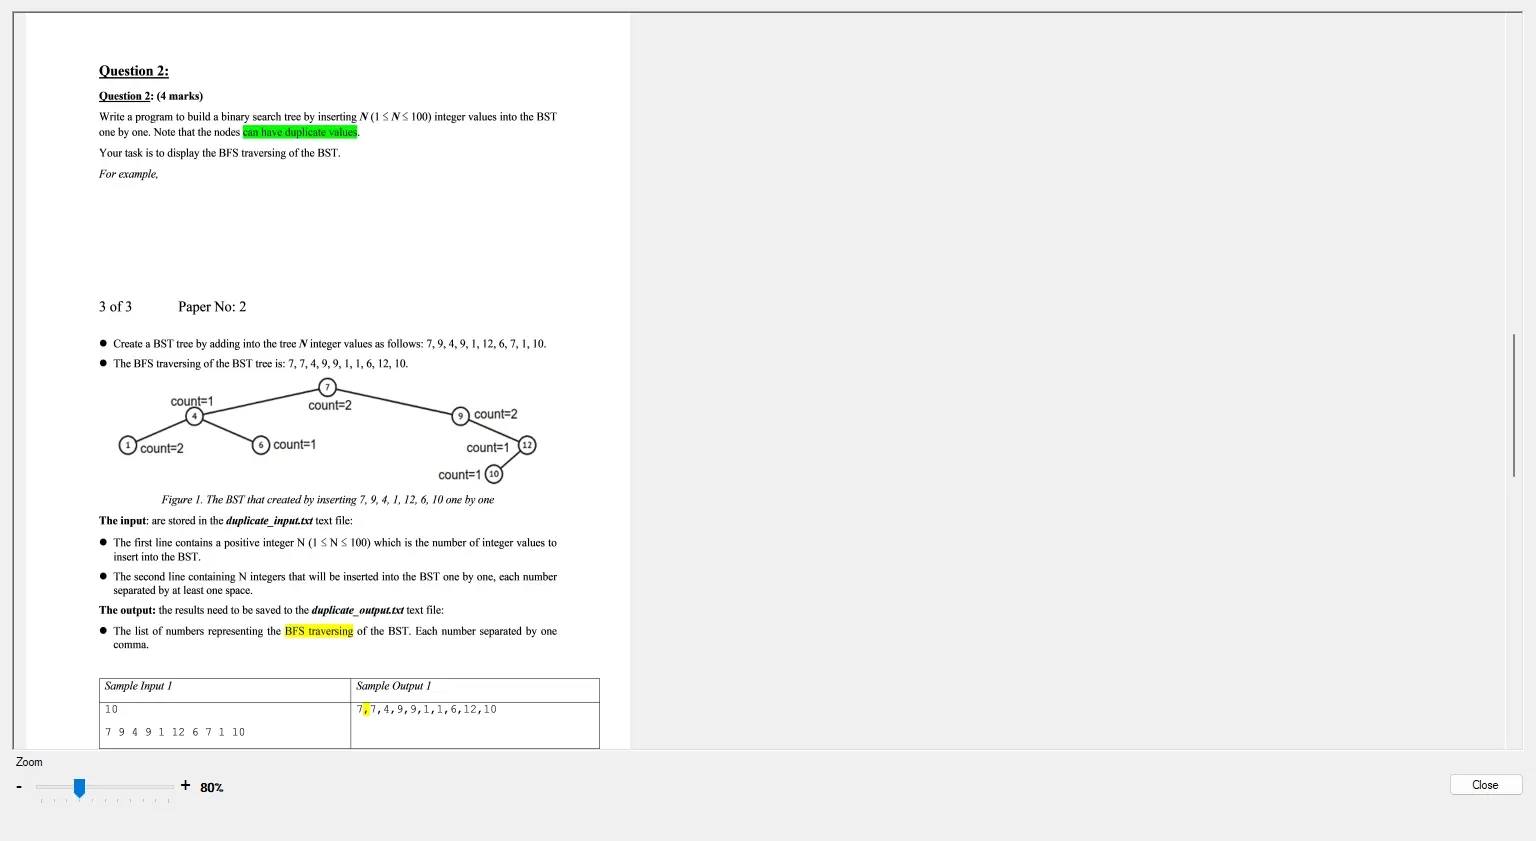 Question 2:
Question 2: (4 marks)
Write a program to build a binary search tree by inserting N (1 ≤ N ≤ 100) integer values into the BST
one by one. Note that the nodes can have duplicate values.
Your task is to display the BFS traversing of the BST.
For example,
3 of 3 Paper No: 2
● Create a BST tree by adding into the tree N integer values as follows: 7, 9, 4, 9, 1, 12, 6, 7, 1, 10.
● The BFS traversing of the BST tree is: 7, 7, 4, 9, 9, 1, 1, 6, 12, 10.
7
count=1 count=2
4 9 count=2
1 count=2 6 count=1 count=1 12
count=1 10
Figure 1. The BST that created by inserting 7, 9, 4, 1, 12, 6, 10 one by one
The input: are stored in the duplicate_input.txt text file:
● The first line contains a positive integer N (1 ≤ N ≤ 100) which is the number of integer values to
insert into the BST.
● The second line containing N integers that will be inserted into the BST one by one, each number
separated by at least one space.
The output: the results need to be saved to the duplicate_output.txt text file:
● The list of numbers representing the BFS traversing of the BST. Each number separated by one
comma.
Sample Input 1 Sample Output 1
10 7,7,4,9,9,1,1,6,12,10
7 9 4 9 1 12 6 7 1 10
Zoom
- + 80%
Close